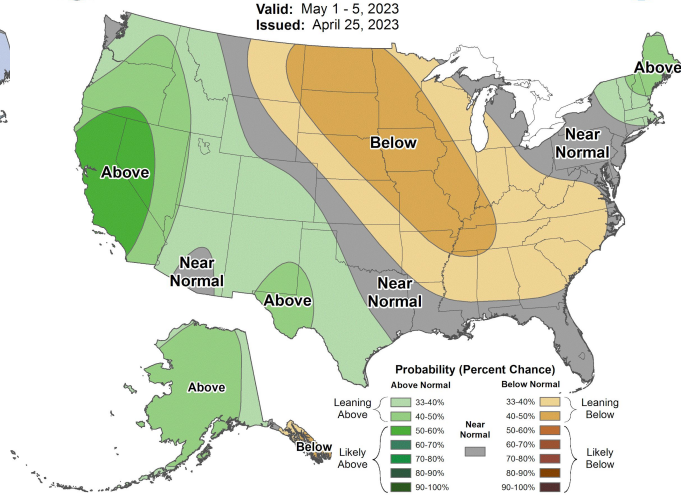 Valid: May 1 - 5, 2023
Issued: April 25, 2023
Above
Below
Near
Normal
Above
Near
Normal
Above
Near
Normal
Above
Below
Probability (Percent Chance)
Above Normal
Below Normal
Leaning
Above
33-40%
40-50%
Likely
Above
50-60%
60-70%
70-80%
80-90%
90-100%
Near
Normal
33-40%
40-50%
Leaning
Below
50-60%
60-70%
70-80%
80-90%
90-100%
Likely
Below